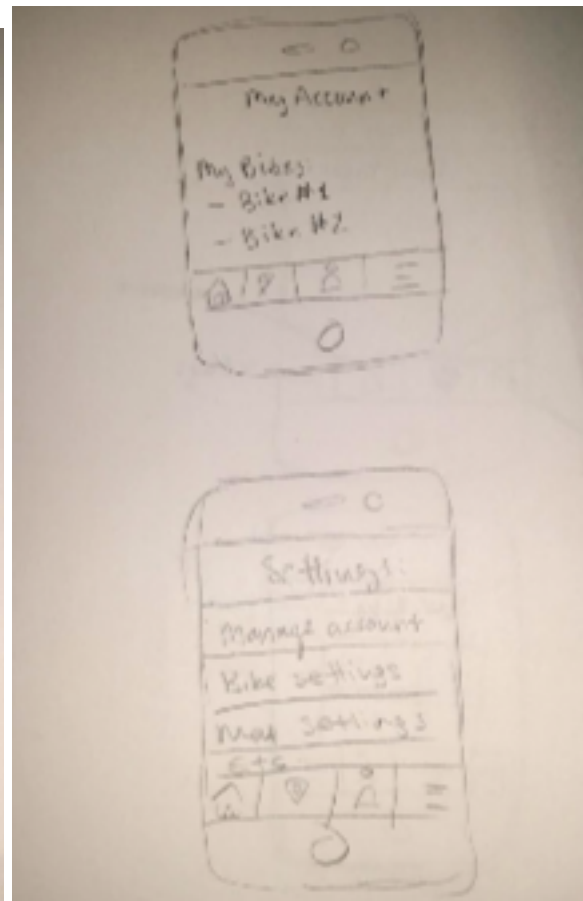 My Account
My Bikes:
- Bike #1
- Bike #2
Settings:
Manage account
Bike settings
Map settings
etc